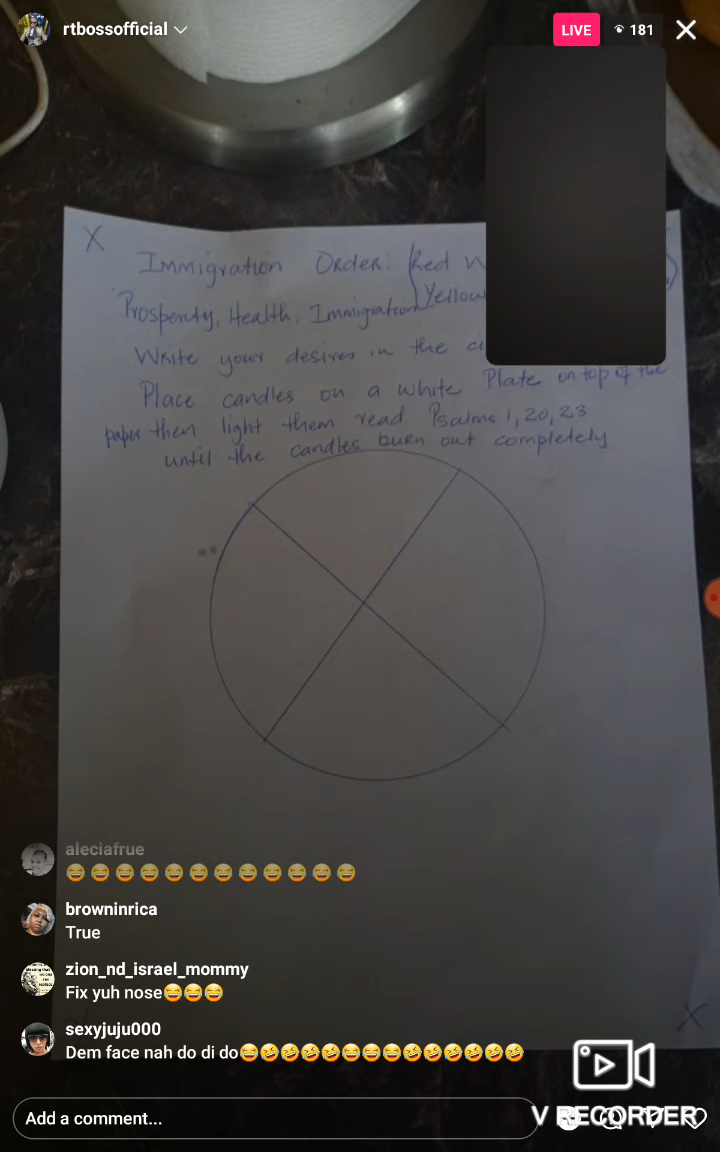 rtbossofficial
LIVE
181
X
Immigration Order: (Red
Prosperity, Health, Immigration (Yellow
Write your desires in the
Place candles on a white Plate on top of the
paper then light them read Psalms 1, 20, 23
until the candles burn out completely
X
aleciafrue
😂😂😂😂😂😂😂😂😂😂😂😂
browninrica
True
zion_nd_israel_mommy
Fix yuh nose😂😂😂
sexyjuju000
Dem face nah do di do😂🤣🤣🤣🤣😂😂😂🤣🤣🤣🤣🤣🤣
Add a comment...
V RECORDER